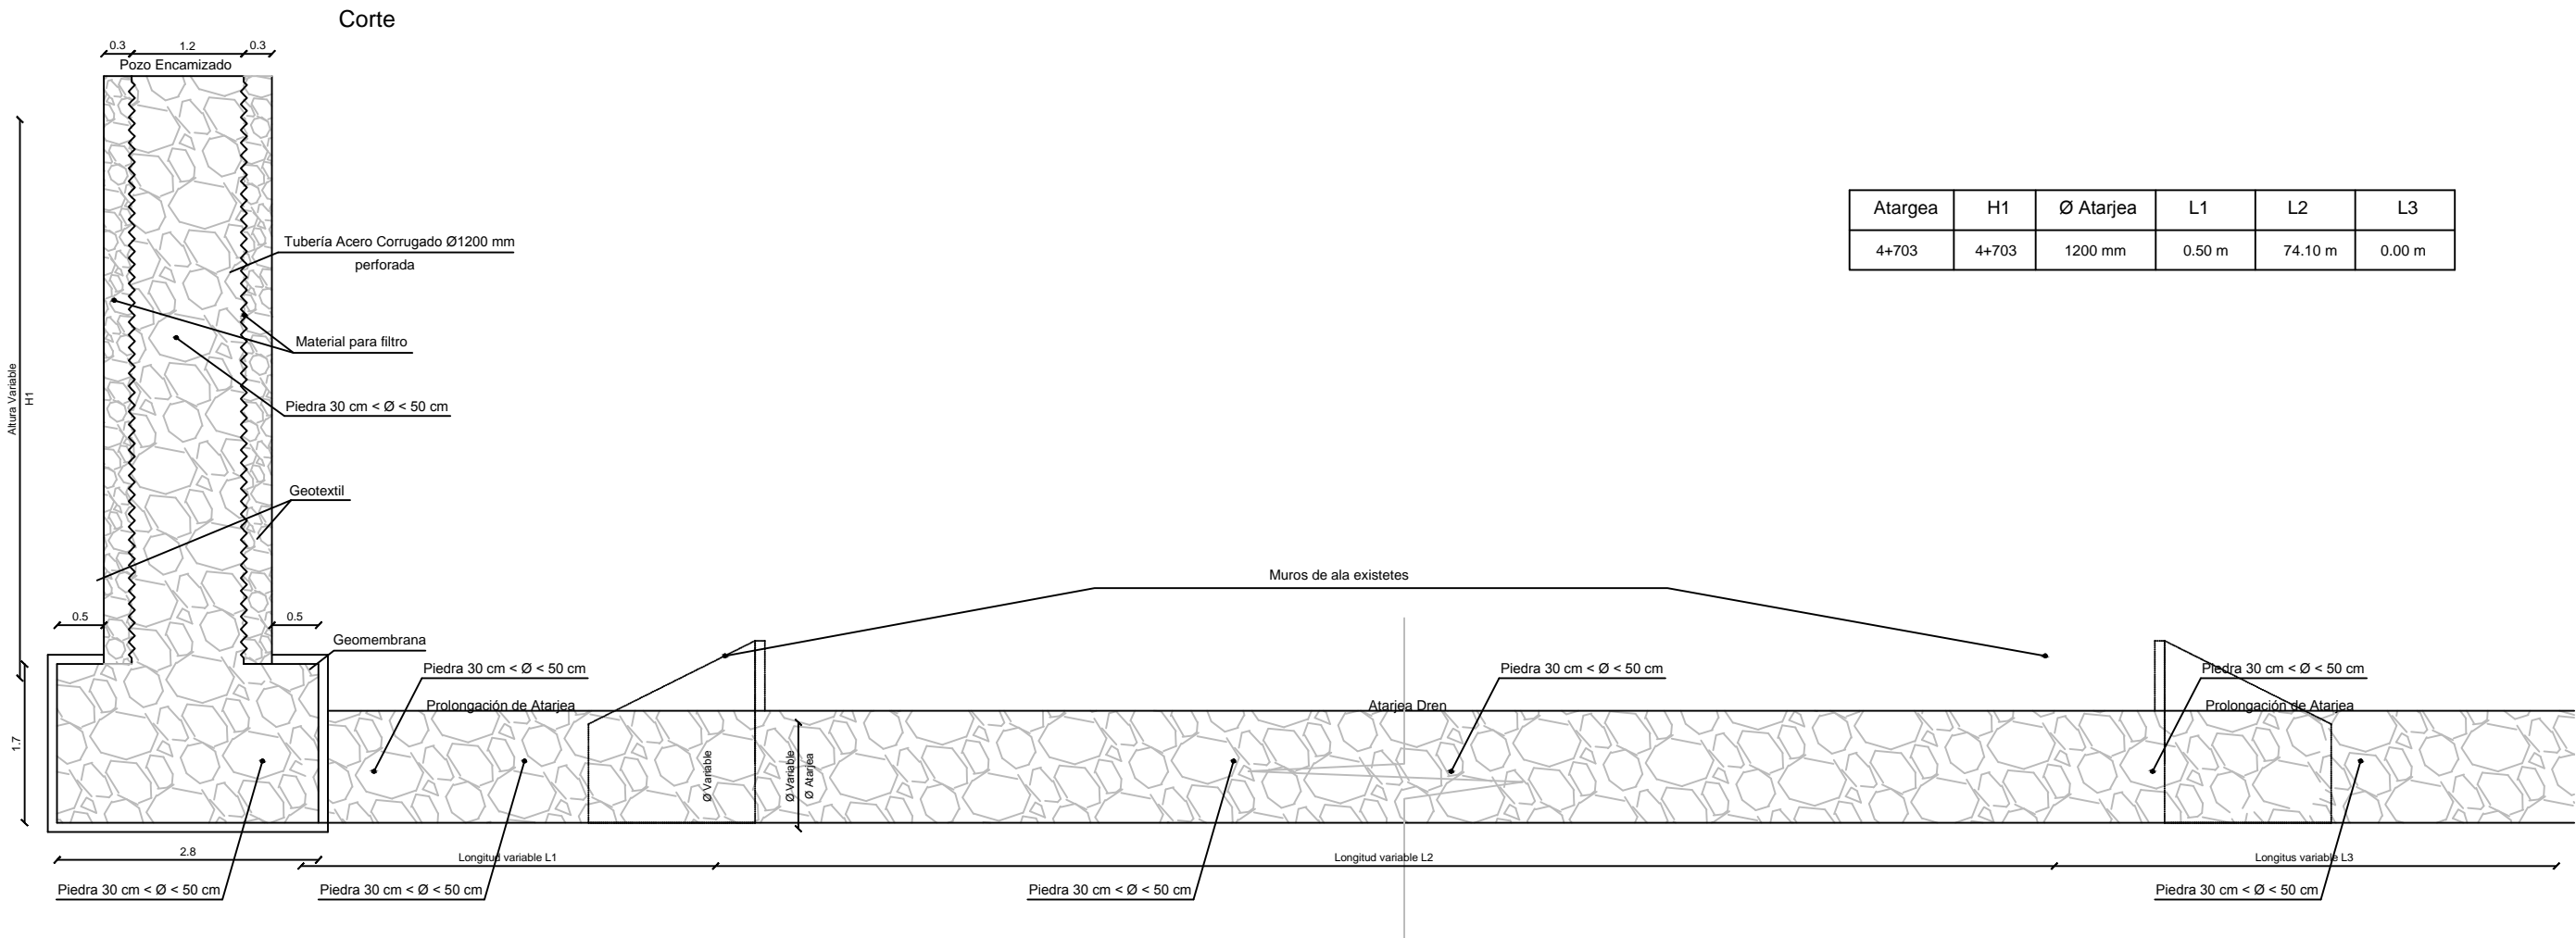 Corte
0.3
1.2
0.3
Pozo Encamizado
Atargea H1 Ø Atarjea L1 L2 L3
4+703 4+703 1200 mm 0.50 m 74.10 m 0.00 m
Tubería Acero Corrugado Ø1200 mm
perforada
Material para filtro
Altura Variable
H1
Piedra 30 cm < Ø < 50 cm
Geotextil
Muros de ala existetes
0.5
0.5
Geomembrana
Piedra 30 cm < Ø < 50 cm
Piedra 30 cm < Ø < 50 cm
Piedra 30 cm < Ø < 50 cm
Prolongación de Atarjea
Atarjea Dren
Prolongación de Atarjea
1.7
Ø Variable
Ø Variable
Ø Atarjea
2.8
Longitud variable L1
Longitud variable L2
Longitus variable L3
Piedra 30 cm < Ø < 50 cm
Piedra 30 cm < Ø < 50 cm
Piedra 30 cm < Ø < 50 cm
Piedra 30 cm < Ø < 50 cm